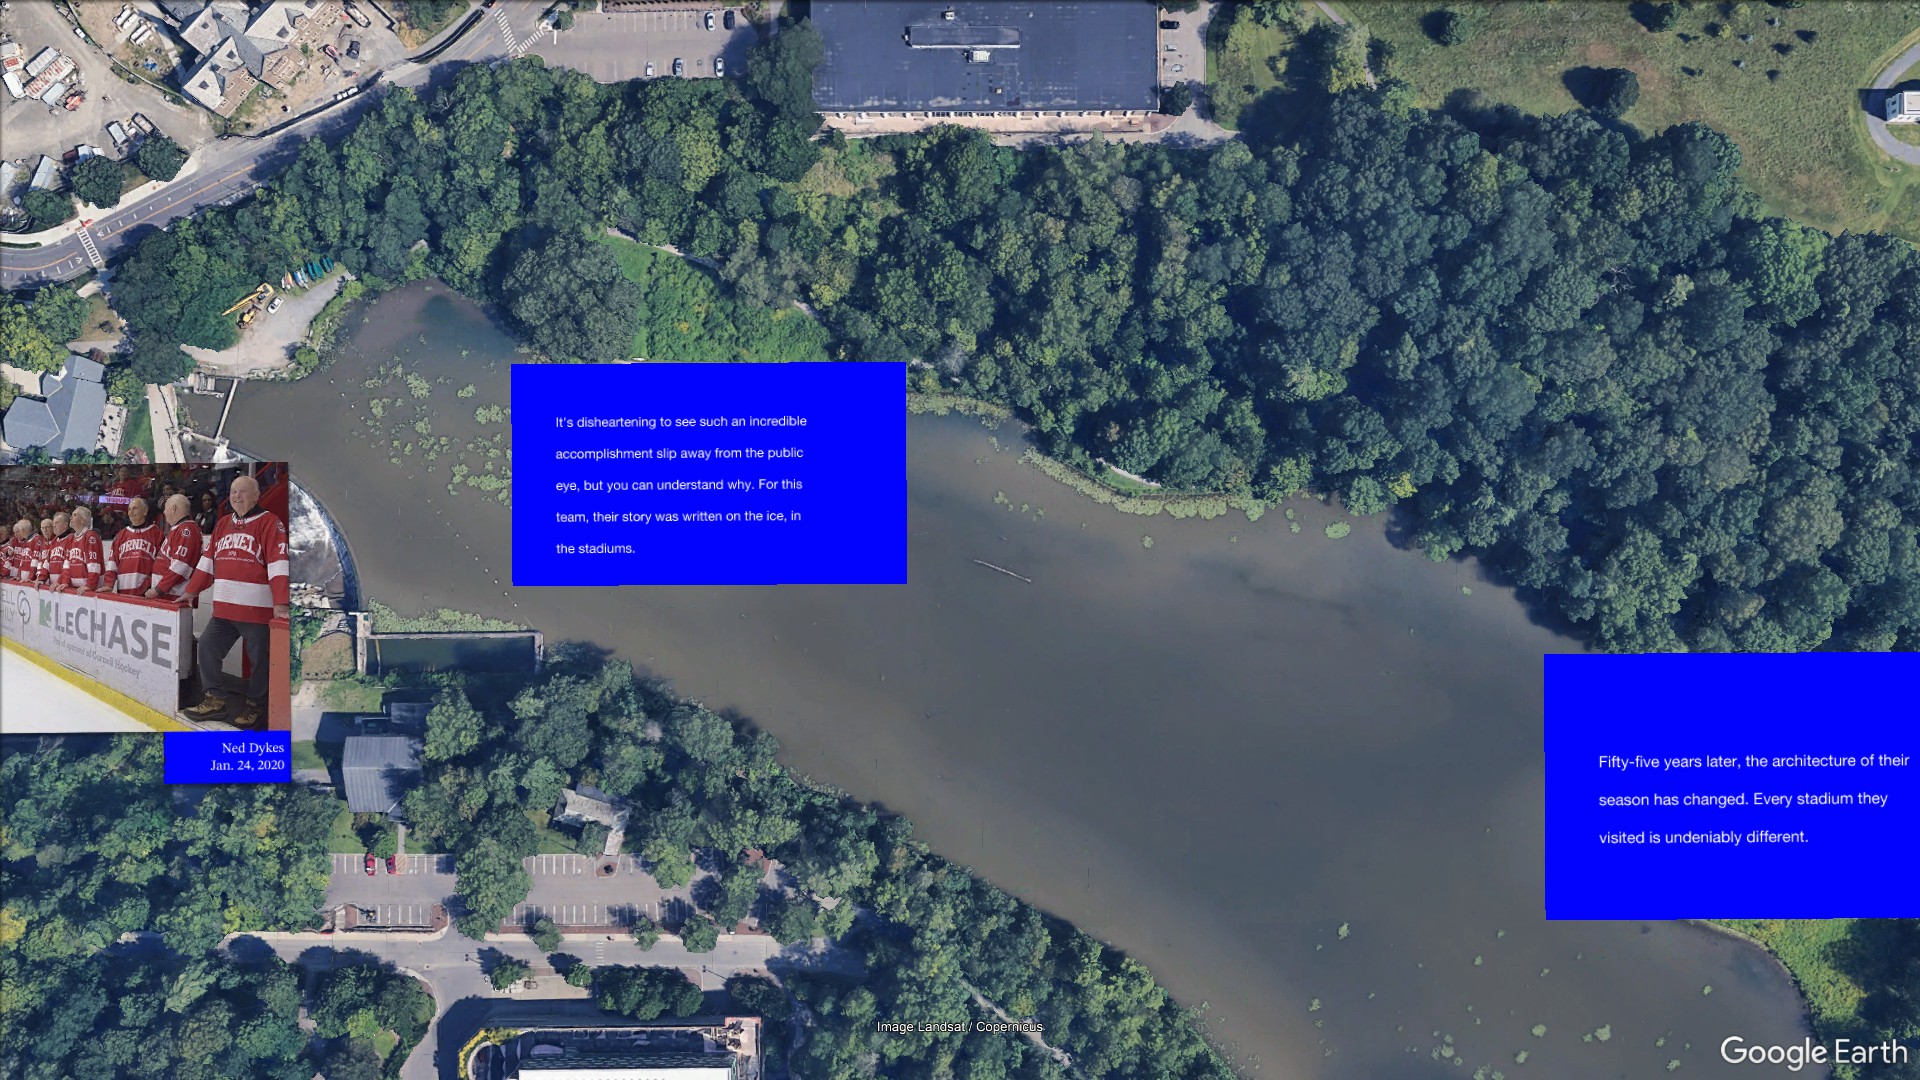 It's disheartening to see such an incredible
accomplishment slip away from the public
eye, but you can understand why. For this
team, their story was written on the ice, in
the stadiums.
CORNELL
10
LeCHASE
Ned Dykes
Jan. 24, 2020
Fifty-five years later, the architecture of their
season has changed. Every stadium they
visited is undeniably different.
Image Landsat / Copernicus
Google Earth